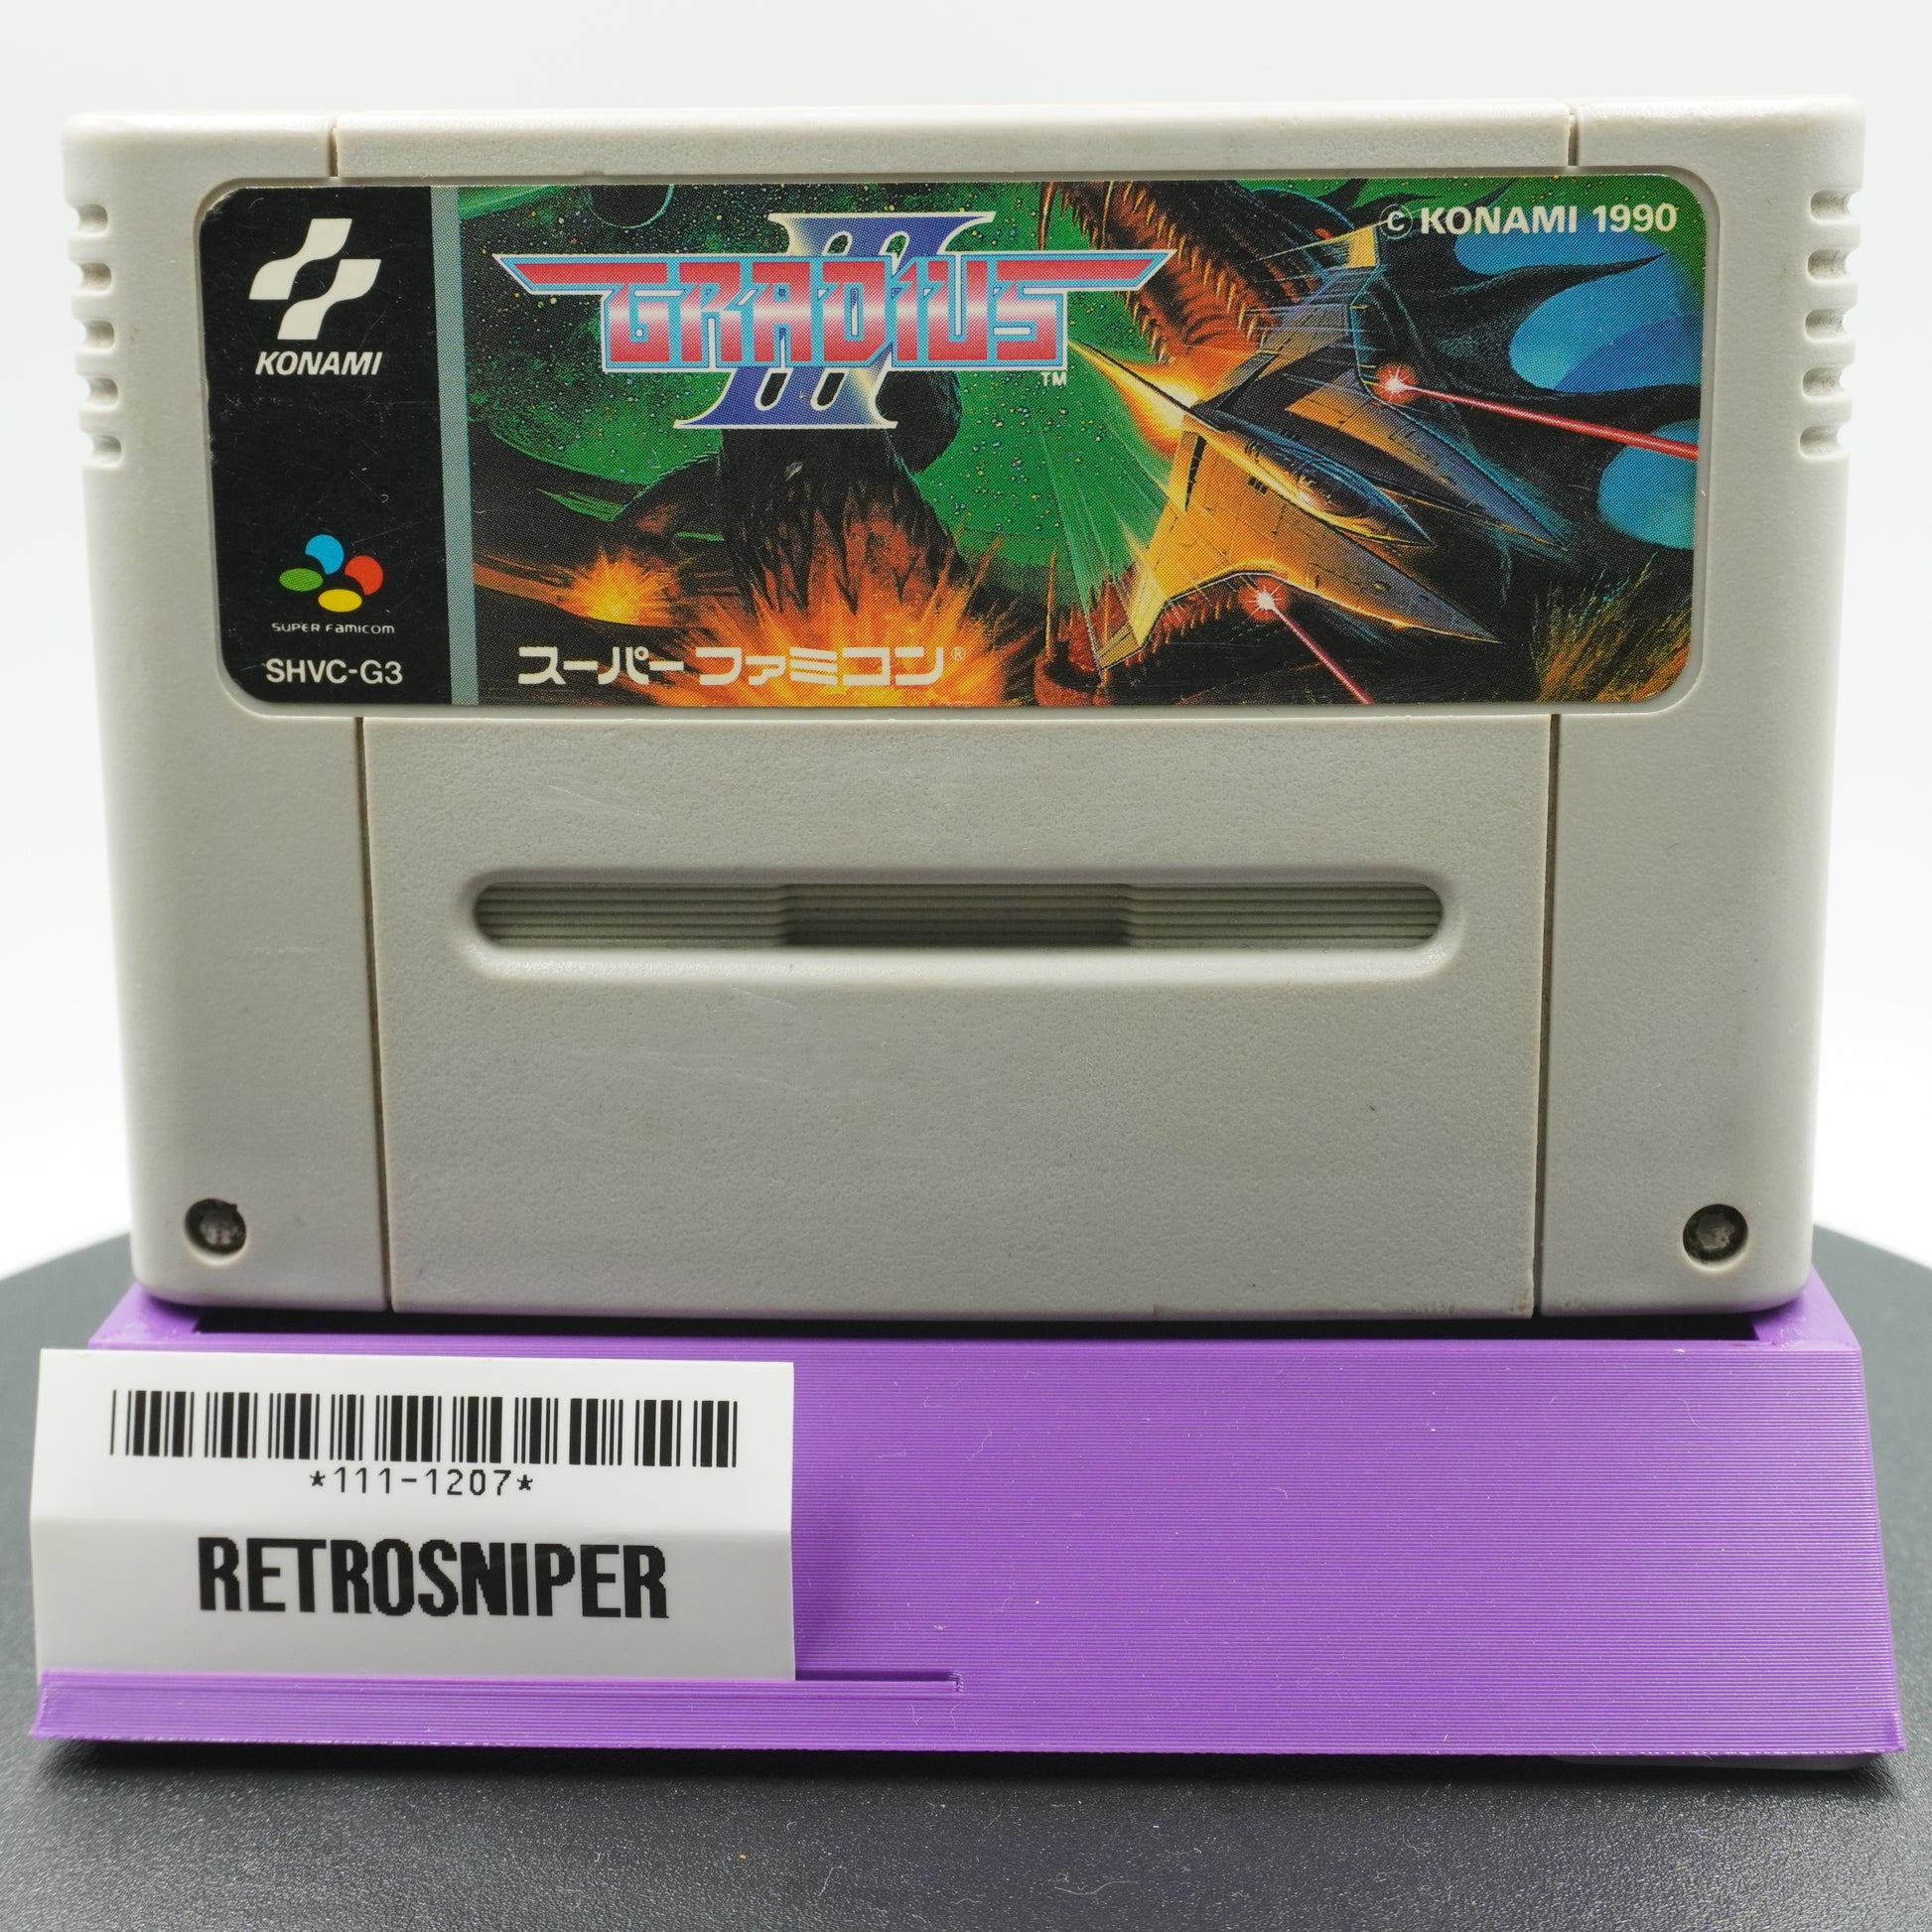 KONAMI
SUPER FAMICOM
SHVC-G3
III
GRADIUS
TM
© KONAMI 1990
スーパーファミコン®
*111-1207*
RETROSNIPER